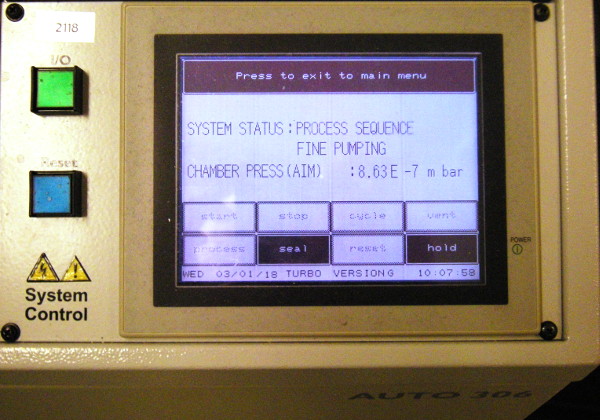 2118
I/O
Reset
System
Control
Press to exit to main menu
SYSTEM STATUS :PROCESS SEQUENCE
FINE PUMPING
CHAMBER PRESS(AIM) :8.63E -7 m bar
start stop cycle vent
process seal reset hold
WED 03/01/18 TURBO VERSION6 10:07:58
POWER
AUTO 306